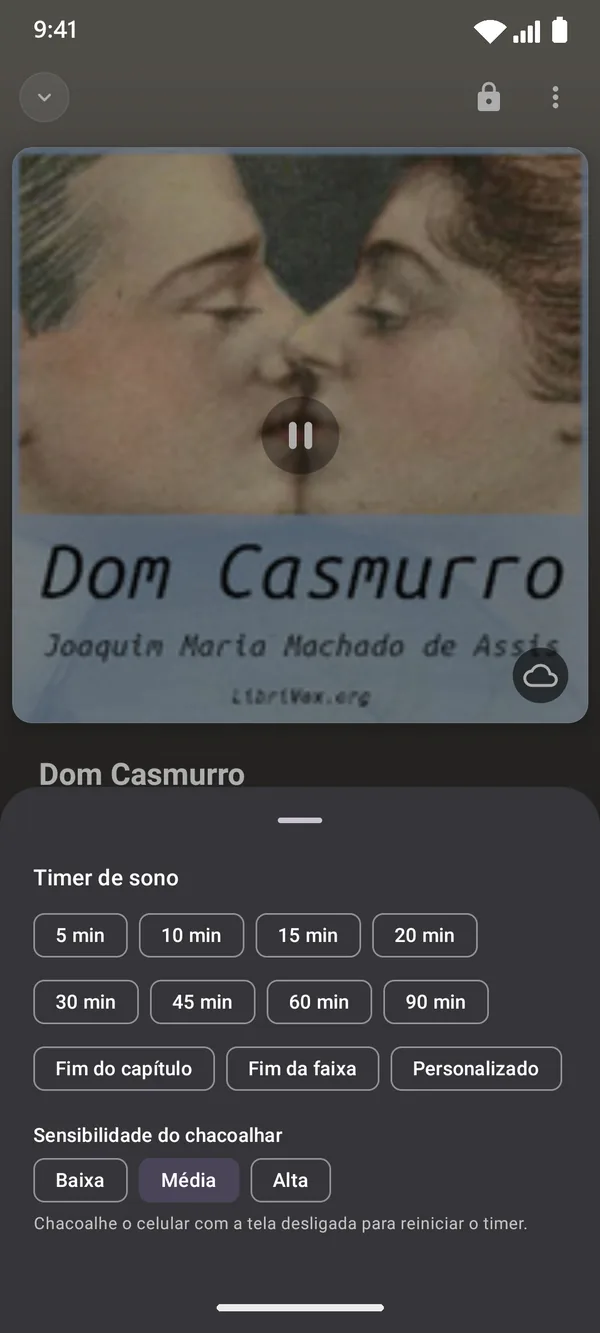 9:41
Dom Casmurro
Joaquim Maria Machado de Assis
LibriVox.org
Dom Casmurro
Timer de sono
5 min 10 min 15 min 20 min
30 min 45 min 60 min 90 min
Fim do capítulo Fim da faixa Personalizado
Sensibilidade do chacoalhar
Baixa Média Alta
Chacoalhe o celular com a tela desligada para reiniciar o timer.